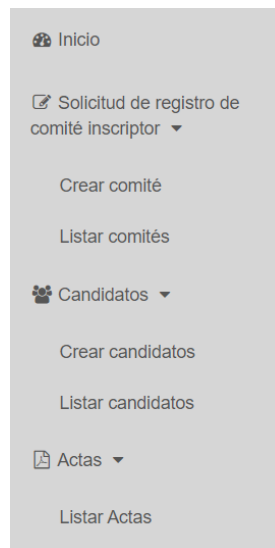 Inicio
Solicitud de registro de
comité inscriptor
Crear comité
Listar comités
Candidatos
Crear candidatos
Listar candidatos
Actas
Listar Actas